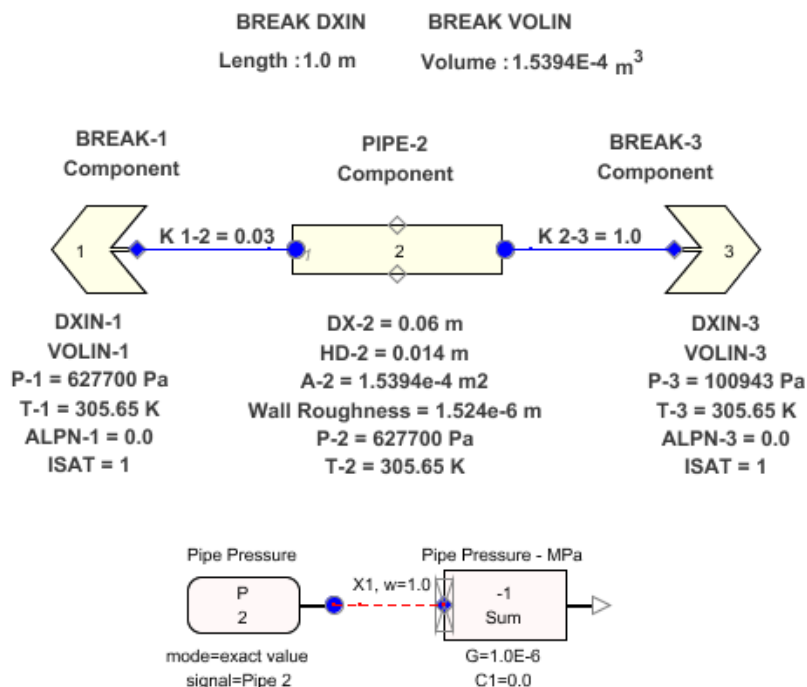 BREAK DXIN BREAK VOLIN
Length :1.0 m Volume :1.5394E-4 m3
BREAK-1 PIPE-2 BREAK-3
Component Component Component
1 K 1-2 = 0.03 1 2 K 2-3 = 1.0 3
DXIN-1 DX-2 = 0.06 m DXIN-3
VOLIN-1 HD-2 = 0.014 m VOLIN-3
P-1 = 627700 Pa A-2 = 1.5394e-4 m2 P-3 = 100943 Pa
T-1 = 305.65 K Wall Roughness = 1.524e-6 m T-3 = 305.65 K
ALPN-1 = 0.0 P-2 = 627700 Pa ALPN-3 = 0.0
ISAT = 1 T-2 = 305.65 K ISAT = 1
Pipe Pressure Pipe Pressure - MPa
P X1, w=1.0 -1
2 Sum
mode=exact value G=1.0E-6
signal=Pipe 2 C1=0.0